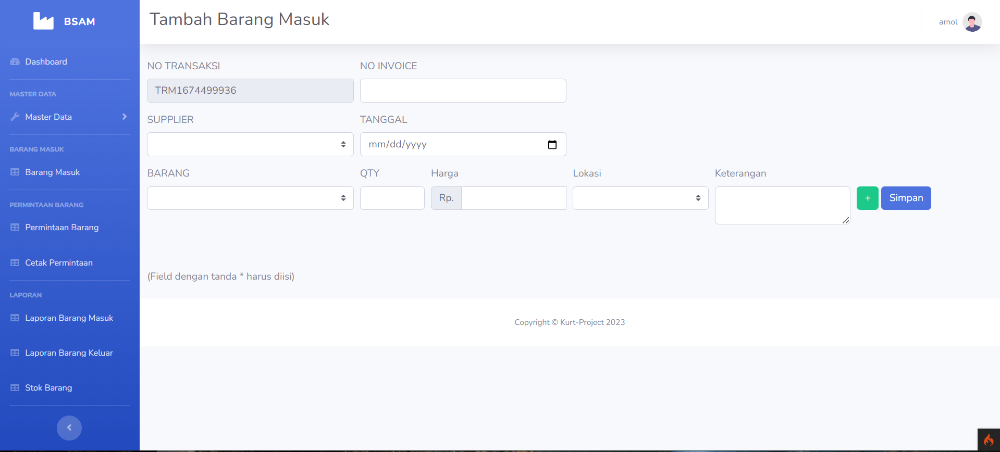 BSAM
Dashboard
MASTER DATA
Master Data
BARANG MASUK
Barang Masuk
PERMINTAAN BARANG
Permintaan Barang
Cetak Permintaan
LAPORAN
Laporan Barang Masuk
Laporan Barang Keluar
Stok Barang
Tambah Barang Masuk
arnol
NO TRANSAKSI NO INVOICE
TRM1674499936
SUPPLIER TANGGAL
mm/dd/yyyy
BARANG QTY Harga Lokasi Keterangan
Rp. + Simpan
(Field dengan tanda * harus diisi)
Copyright © Kurt-Project 2023